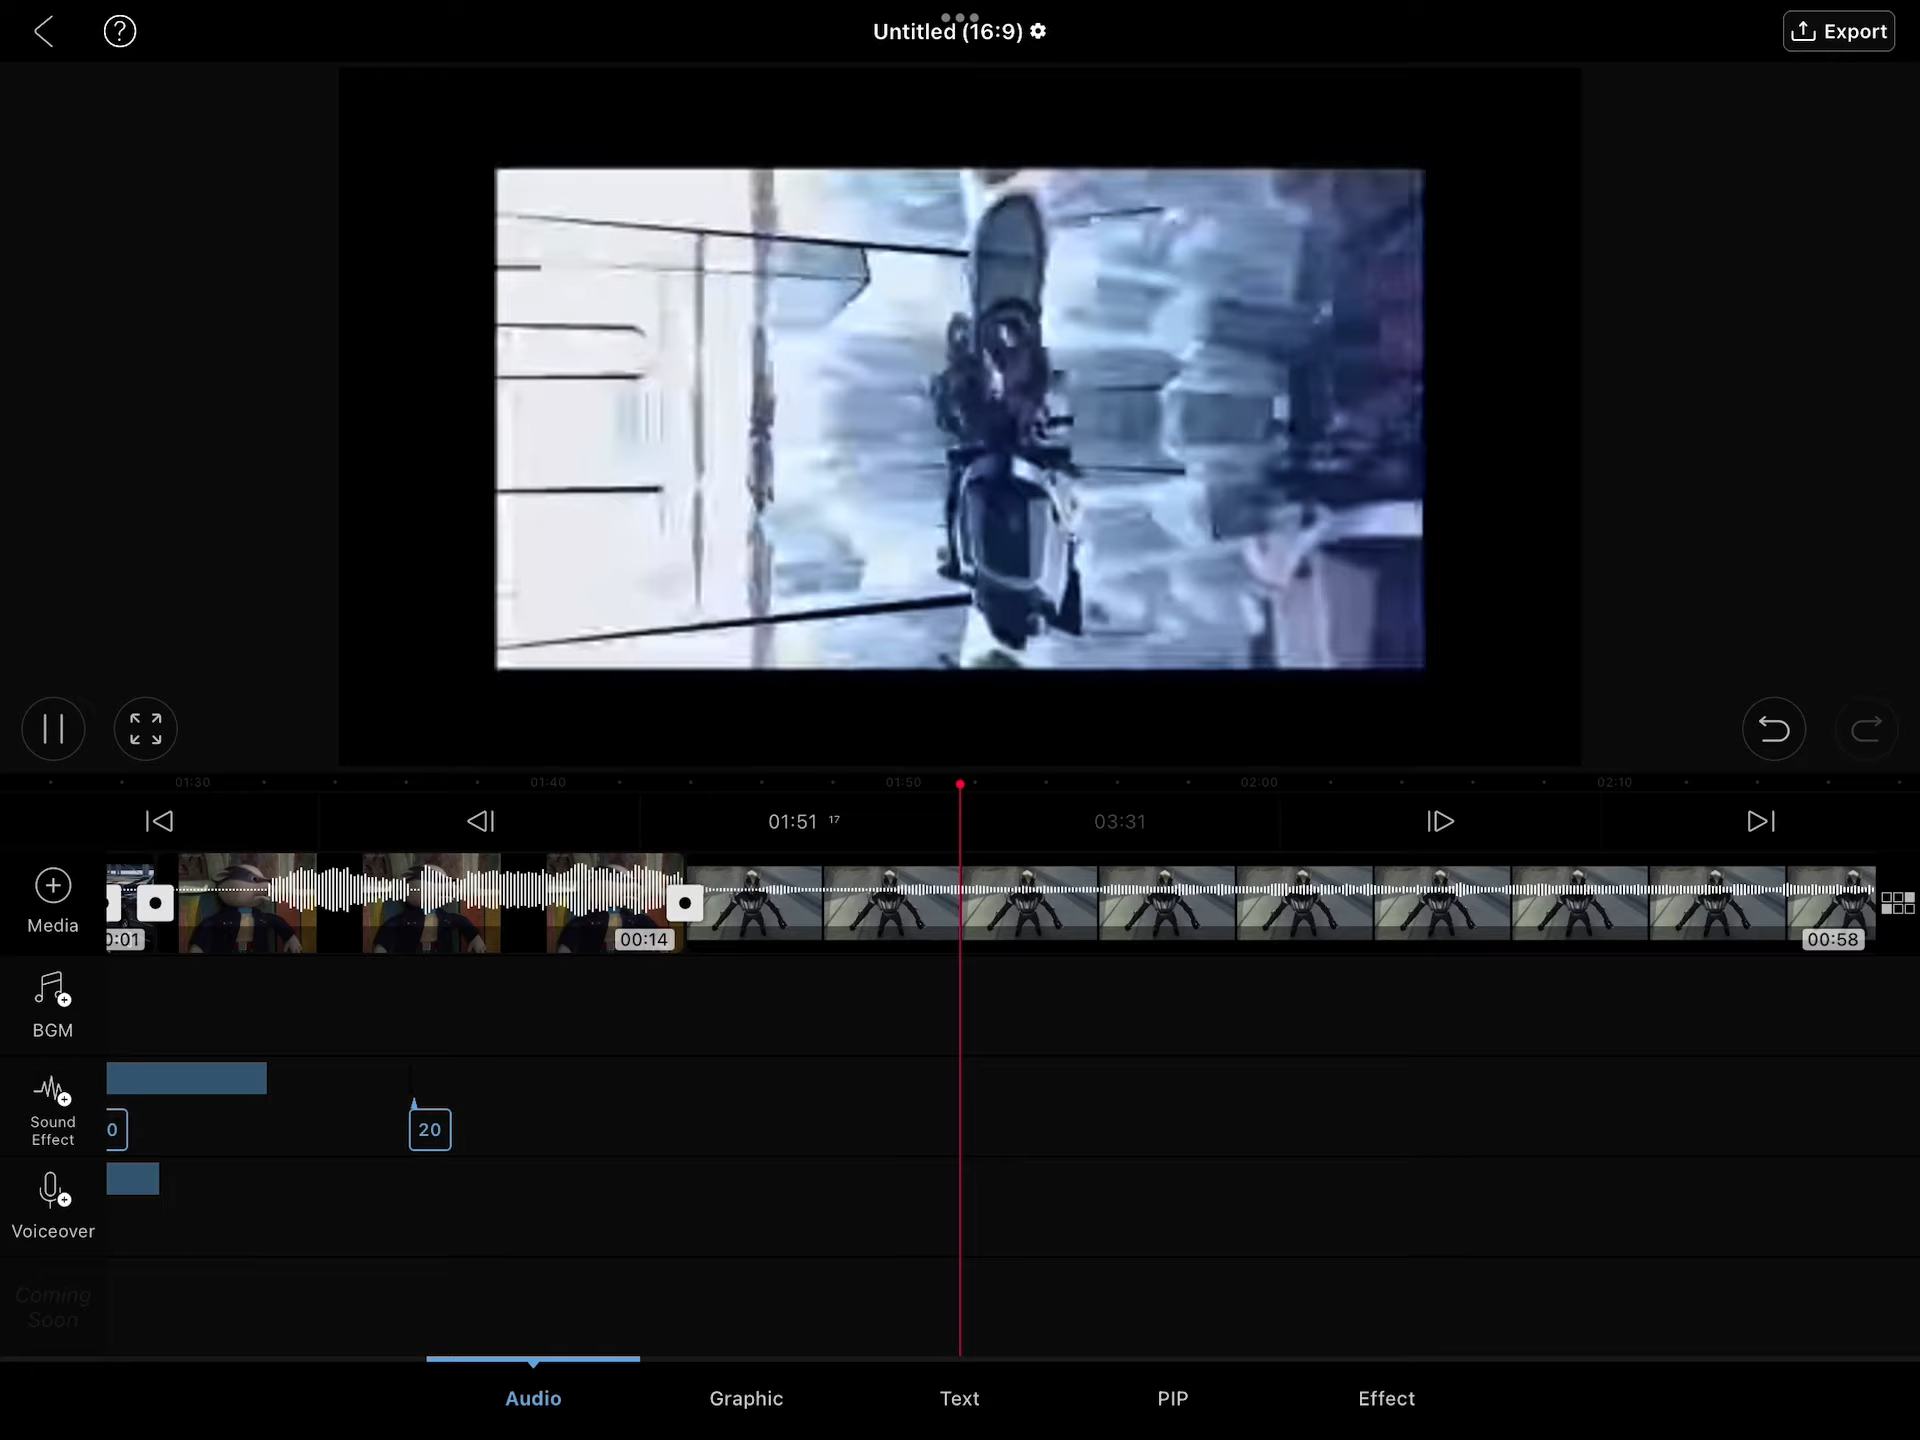 Untitled (16:9)
Export
01:30
01:40
01:50
02:00
02:10
01:51 17
03:31
Media
0:01
00:14
00:58
BGM
Sound
Effect
0
20
Voiceover
Coming
Soon
Audio
Graphic
Text
PIP
Effect